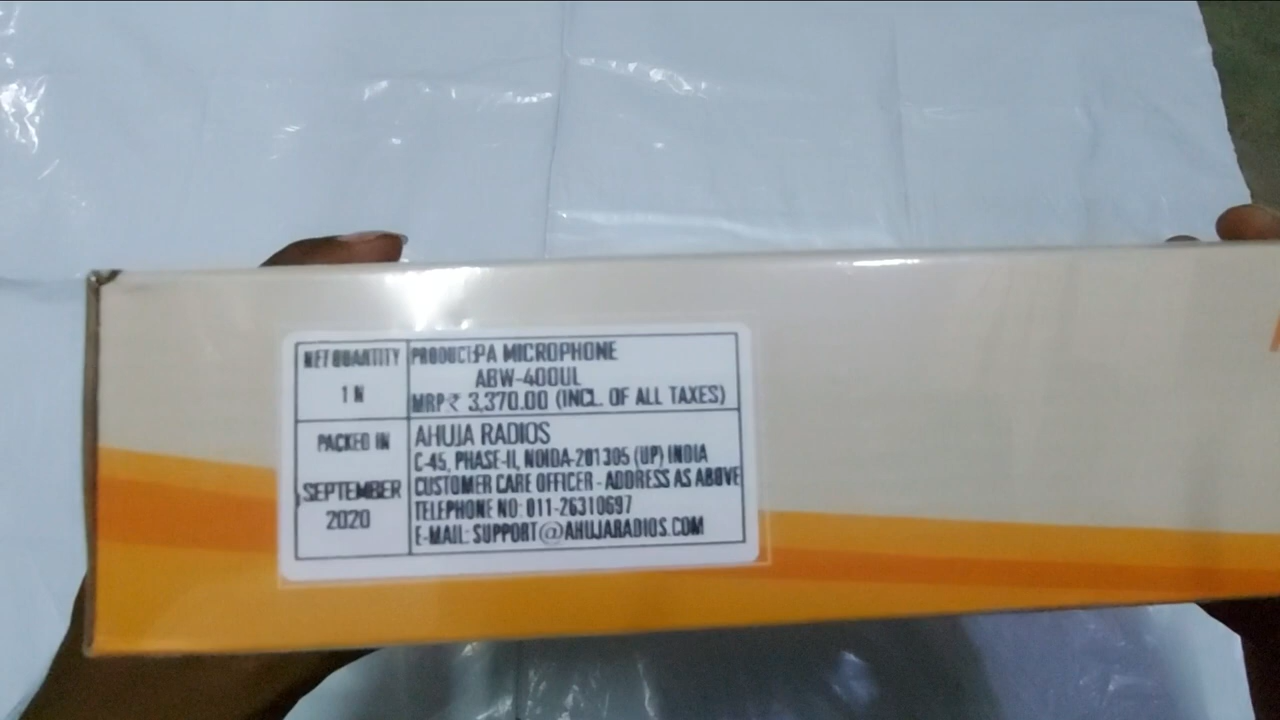 NET QUANTITY
1 N
PRODUCT:PA MICROPHONE
ABW-400UL
MRP ₹ 3,370.00 (INCL. OF ALL TAXES)
PACKED IN
SEPTEMBER
2020
AHUJA RADIOS
C-45, PHASE-II, NOIDA-201305 (UP) INDIA
CUSTOMER CARE OFFICER - ADDRESS AS ABOVE
TELEPHONE NO: 011-26310697
E-MAIL: SUPPORT@AHUJARADIOS.COM